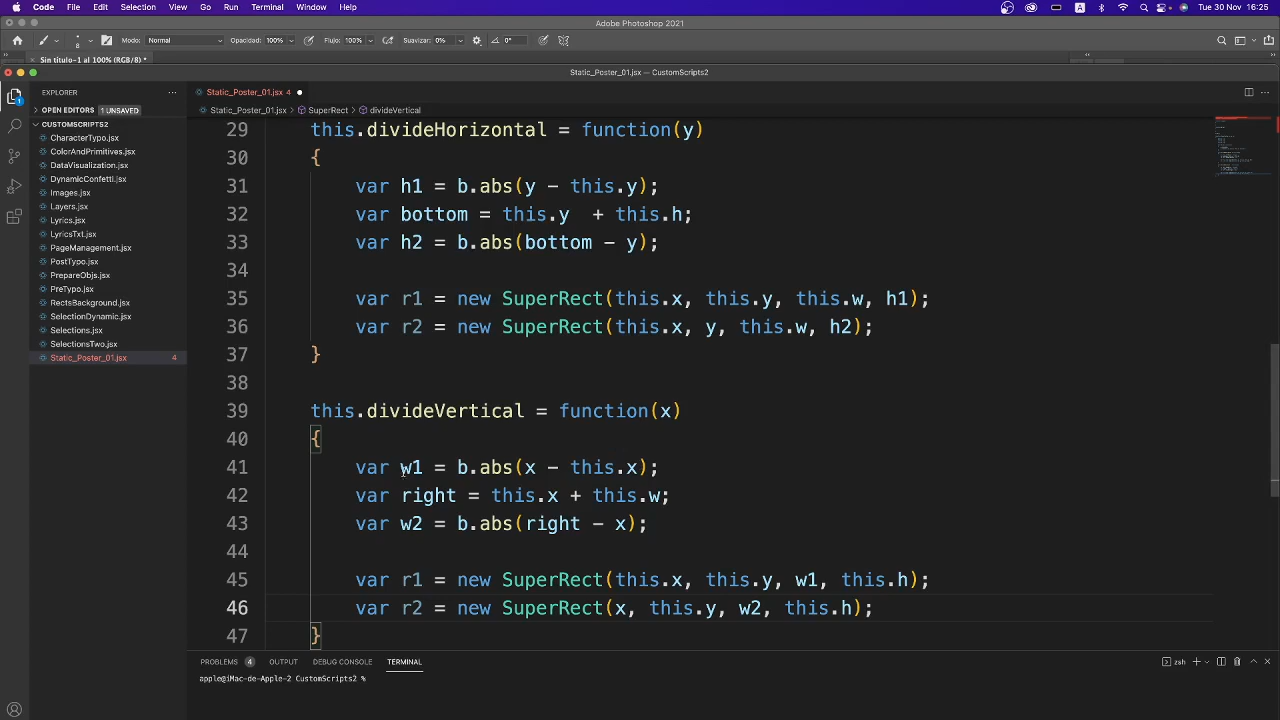 Code File Edit Selection View Go Run Terminal Window Help A Tue 30 Nov 16:25
Adobe Photoshop 2021
8 Modo: Normal Opacidad: 100% Flujo: 100% Suavizar: 0% 0°
Sin titulo-1 al 100% (RGB/8) *
Static_Poster_01.jsx — CustomScripts2
EXPLORER ... Static_Poster_01.jsx 4
OPEN EDITORS 1 UNSAVED Static_Poster_01.jsx > SuperRect > divideVertical
CUSTOMSCRIPTS2
CharacterTypo.jsx
ColorAndPrimitives.jsx
DataVisualization.jsx
DynamicConfetti.jsx
Images.jsx
Layers.jsx
Lyrics.jsx
LyricsTxt.jsx
PageManagement.jsx
PostTypo.jsx
PrepareObjs.jsx
PreTypo.jsx
RectsBackground.jsx
SelectionDynamic.jsx
Selections.jsx
SelectionsTwo.jsx
Static_Poster_01.jsx 4
29 this.divideHorizontal = function(y)
30 {
31 var h1 = b.abs(y - this.y);
32 var bottom = this.y  + this.h;
33 var h2 = b.abs(bottom - y);
34
35 var r1 = new SuperRect(this.x, this.y, this.w, h1);
36 var r2 = new SuperRect(this.x, y, this.w, h2);
37 }
38
39 this.divideVertical = function(x)
40 {
41 var w1 = b.abs(x - this.x);
42 var right = this.x + this.w;
43 var w2 = b.abs(right - x);
44
45 var r1 = new SuperRect(this.x, this.y, w1, this.h);
46 var r2 = new SuperRect(x, this.y, w2, this.h);
47 }
PROBLEMS 4 OUTPUT DEBUG CONSOLE TERMINAL zsh
apple@iMac-de-Apple-2 CustomScripts2 %